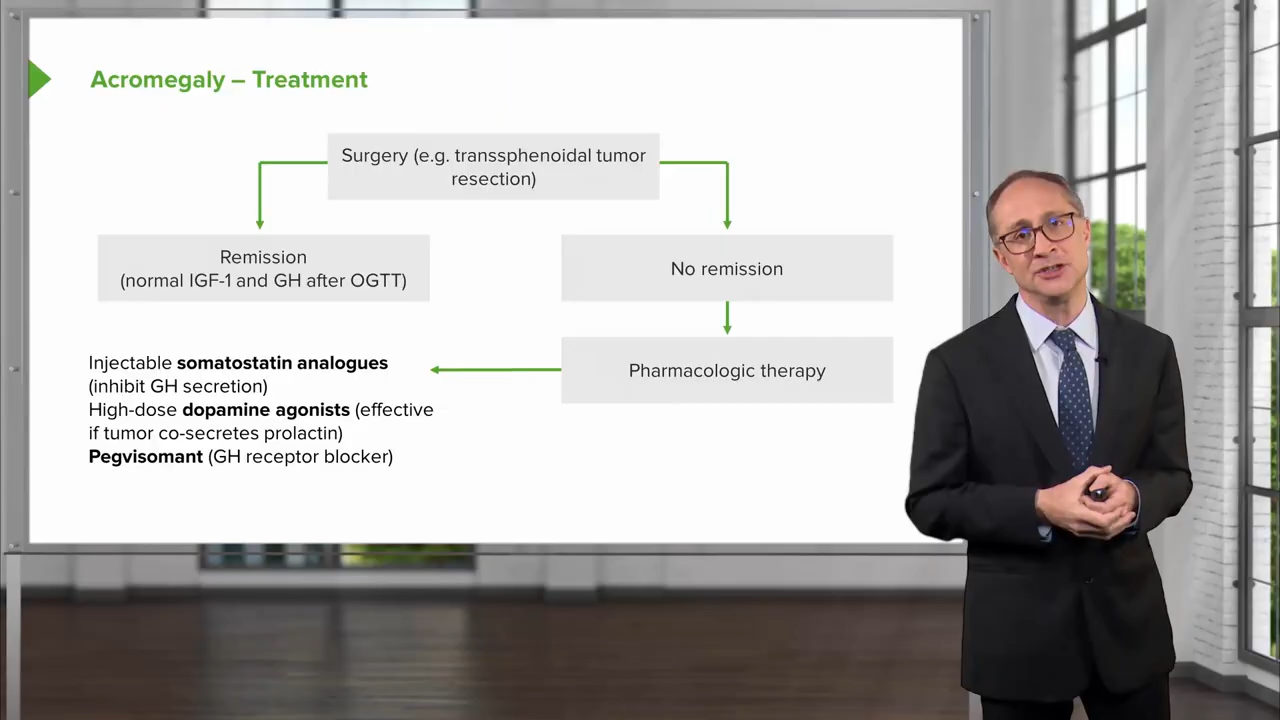 Acromegaly – Treatment
Surgery (e.g. transsphenoidal tumor
resection)
Remission
(normal IGF-1 and GH after OGTT)
No remission
Injectable somatostatin analogues
(inhibit GH secretion)
High-dose dopamine agonists (effective
if tumor co-secretes prolactin)
Pegvisomant (GH receptor blocker)
Pharmacologic therapy